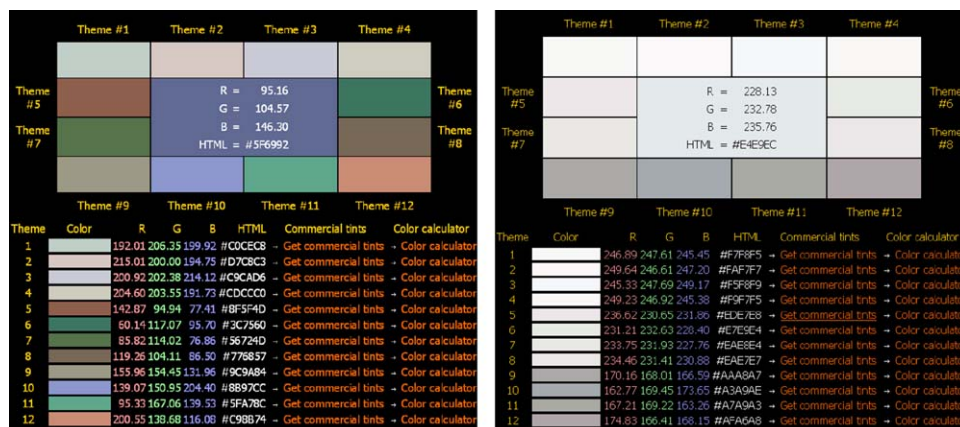 Theme #1 Theme #2 Theme #3 Theme #4
Theme #5
R = 95.16
G = 104.57
B = 146.30
HTML = #5F6992
Theme #6
Theme #7
Theme #8
Theme #9 Theme #10 Theme #11 Theme #12
Theme Color R G B HTML Commercial tints Color calculator
1 192.01 206.35 199.92 #C0CEC8 → Get commercial tints → Color calculator
2 215.01 200.00 194.75 #D7C8C3 → Get commercial tints → Color calculator
3 200.92 202.38 214.12 #C9CAD6 → Get commercial tints → Color calculator
4 204.60 203.55 191.73 #CDCCC0 → Get commercial tints → Color calculator
5 142.87 94.94 77.41 #8F5F4D → Get commercial tints → Color calculator
6 60.14 117.07 95.70 #3C7560 → Get commercial tints → Color calculator
7 85.82 114.02 76.86 #56724D → Get commercial tints → Color calculator
8 119.26 104.11 86.50 #776857 → Get commercial tints → Color calculator
9 155.96 154.45 131.96 #9C9A84 → Get commercial tints → Color calculator
10 139.07 150.95 204.40 #8B97CC → Get commercial tints → Color calculator
11 95.33 167.06 139.53 #5FA78C → Get commercial tints → Color calculator
12 200.55 138.68 116.08 #C98B74 → Get commercial tints → Color calculator
Theme #1 Theme #2 Theme #3 Theme #4
Theme #5
R = 228.13
G = 232.78
B = 235.76
HTML = #E4E9EC
Theme #6
Theme #7
Theme #8
Theme #9 Theme #10 Theme #11 Theme #12
Theme Color R G B HTML Commercial tints Color calculator
1 246.89 247.61 245.45 #F7F8F5 → Get commercial tints → Color calculat
2 249.64 246.61 247.20 #FAF7F7 → Get commercial tints → Color calculat
3 245.33 247.69 249.17 #F5F8F9 → Get commercial tints → Color calculat
4 249.23 246.92 245.38 #F9F7F5 → Get commercial tints → Color calculat
5 236.62 230.65 231.86 #EDE7E8 → Get commercial tints → Color calculat
6 231.21 232.63 228.40 #E7E9E4 → Get commercial tints → Color calculat
7 233.75 231.93 227.76 #EAE8E4 → Get commercial tints → Color calculat
8 234.46 231.41 230.88 #EAE7E7 → Get commercial tints → Color calculat
9 170.16 168.01 166.59 #AAA8A7 → Get commercial tints → Color calculat
10 162.77 169.45 173.65 #A3A9AE → Get commercial tints → Color calculat
11 167.21 169.22 163.26 #A7A9A3 → Get commercial tints → Color calculat
12 174.83 166.41 168.15 #AFA6A8 → Get commercial tints → Color calculat